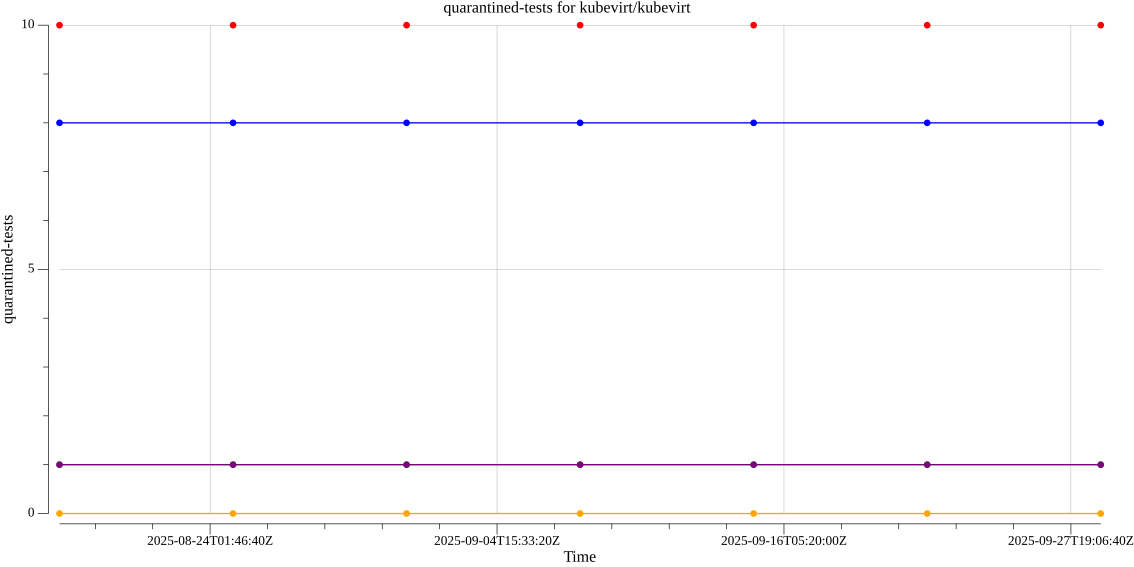 quarantined-tests for kubevirt/kubevirt
10
5
0
quarantined-tests
2025-08-24T01:46:40Z
2025-09-04T15:33:20Z
2025-09-16T05:20:00Z
2025-09-27T19:06:40Z
Time